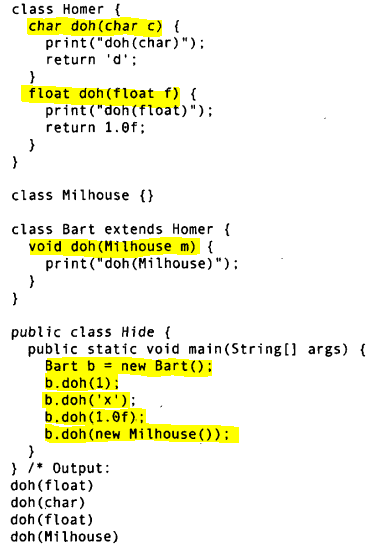 class Homer {
char doh(char c) {
print("doh(char)");
return 'd';
}
float doh(float f) {
print("doh(float)");
return 1.0f;
}
}
class Milhouse {}
class Bart extends Homer {
void doh(Milhouse m) {
print("doh(Milhouse)");
}
}
public class Hide {
public static void main(String[] args) {
Bart b = new Bart();
b.doh(1);
b.doh('x');
b.doh(1.0f);
b.doh(new Milhouse());
}
} /* Output:
doh(float)
doh(char)
doh(float)
doh(Milhouse)